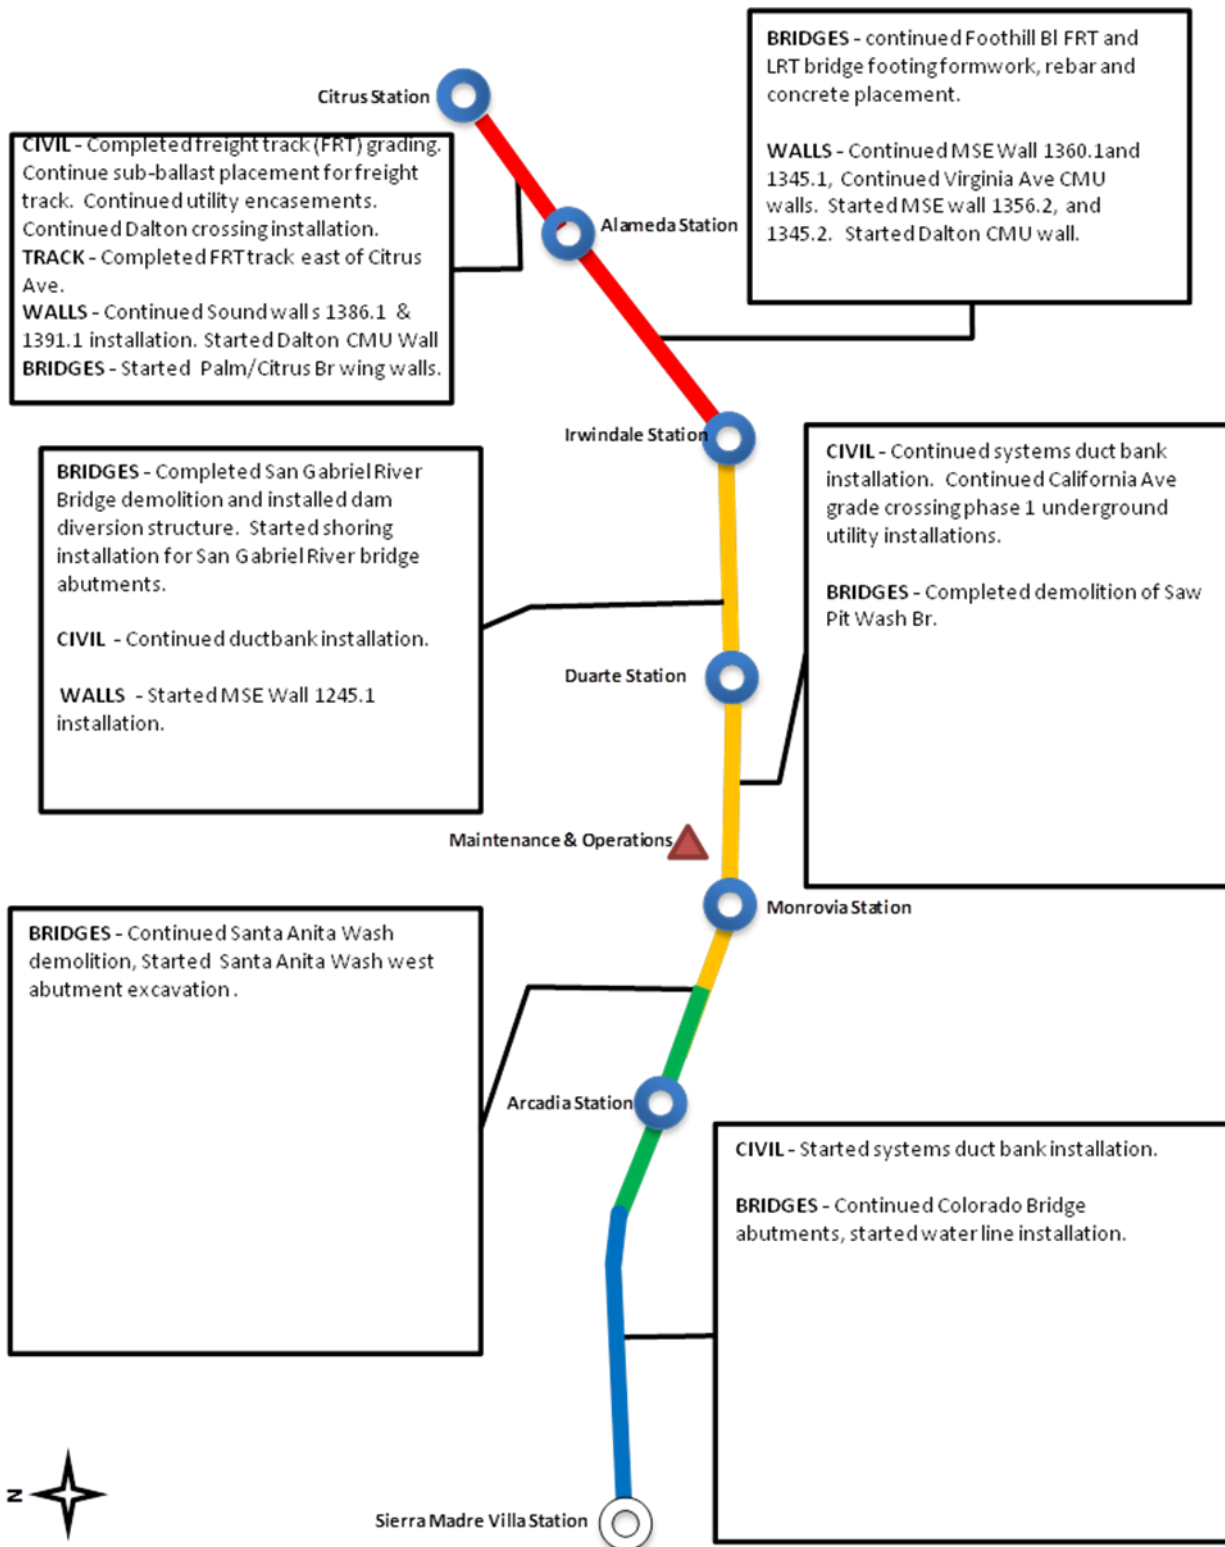 BRIDGES - continued Foothill Bl FRT and
LRT bridge footing formwork, rebar and
concrete placement.
WALLS - Continued MSE Wall 1360.1and
1345.1, Continued Virginia Ave CMU
walls. Started MSE wall 1356.2, and
1345.2. Started Dalton CMU wall.
Citrus Station
CIVIL - Completed freight track (FRT) grading.
Continue sub-ballast placement for freight
track. Continued utility encasements.
Continued Dalton crossing installation.
TRACK - Completed FRT track east of Citrus
Ave.
WALLS - Continued Sound wall s 1386.1 &
1391.1 installation. Started Dalton CMU Wall
BRIDGES - Started Palm/Citrus Br wing walls.
Alameda Station
Irwindale Station
CIVIL - Continued systems duct bank
installation. Continued California Ave
grade crossing phase 1 underground
utility installations.
BRIDGES - Completed demolition of Saw
Pit Wash Br.
BRIDGES - Completed San Gabriel River
Bridge demolition and installed dam
diversion structure. Started shoring
installation for San Gabriel River bridge
abutments.
CIVIL - Continued ductbank installation.
WALLS - Started MSE Wall 1245.1
installation.
Duarte Station
Maintenance & Operations
Monrovia Station
BRIDGES - Continued Santa Anita Wash
demolition, Started Santa Anita Wash west
abutment excavation .
Arcadia Station
CIVIL - Started systems duct bank installation.
BRIDGES - Continued Colorado Bridge
abutments, started water line installation.
N
Sierra Madre Villa Station